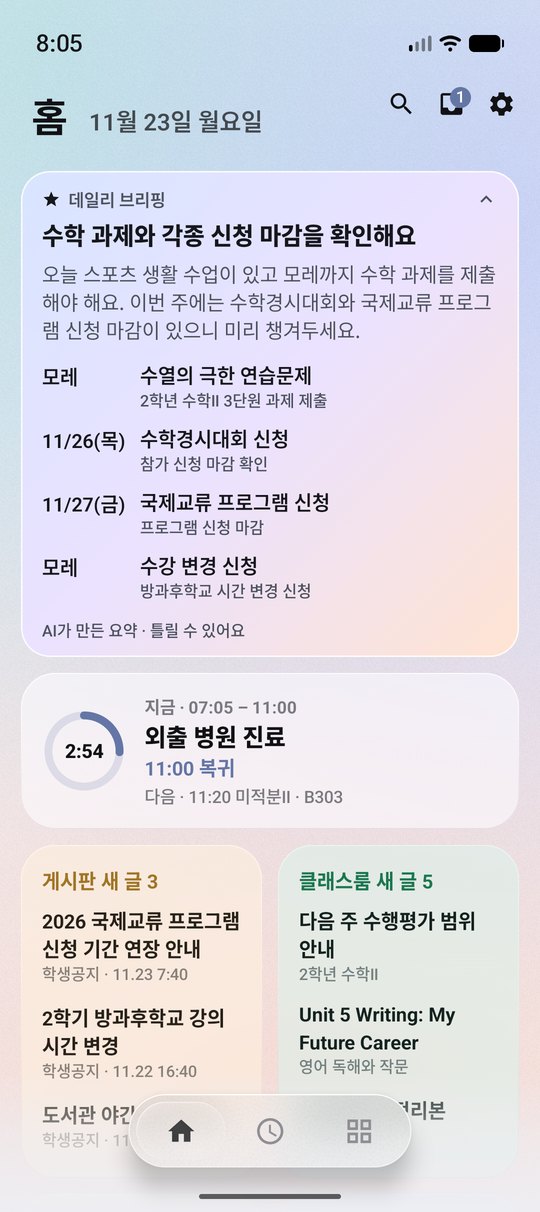 8:05
홈 11월 23일 월요일
1
데일리 브리핑
수학 과제와 각종 신청 마감을 확인해요
오늘 스포츠 생활 수업이 있고 모레까지 수학 과제를 제출
해야 해요. 이번 주에는 수학경시대회와 국제교류 프로그
램 신청 마감이 있으니 미리 챙겨두세요.
모레 수열의 극한 연습문제
2학년 수학II 3단원 과제 제출
11/26(목) 수학경시대회 신청
참가 신청 마감 확인
11/27(금) 국제교류 프로그램 신청
프로그램 신청 마감
모레 수강 변경 신청
방과후학교 시간 변경 신청
AI가 만든 요약 · 틀릴 수 있어요
지금 · 07:05 – 11:00
2:54
외출 병원 진료
11:00 복귀
다음 · 11:20 미적분II · B303
게시판 새 글 3
2026 국제교류 프로그램
신청 기간 연장 안내
학생공지 · 11.23 7:40
2학기 방과후학교 강의
시간 변경
학생공지 · 11.22 16:40
도서관 야간
학생공지 · 11
클래스룸 새 글 5
다음 주 수행평가 범위
안내
2학년 수학II
Unit 5 Writing: My
Future Career
영어 독해와 작문
리본